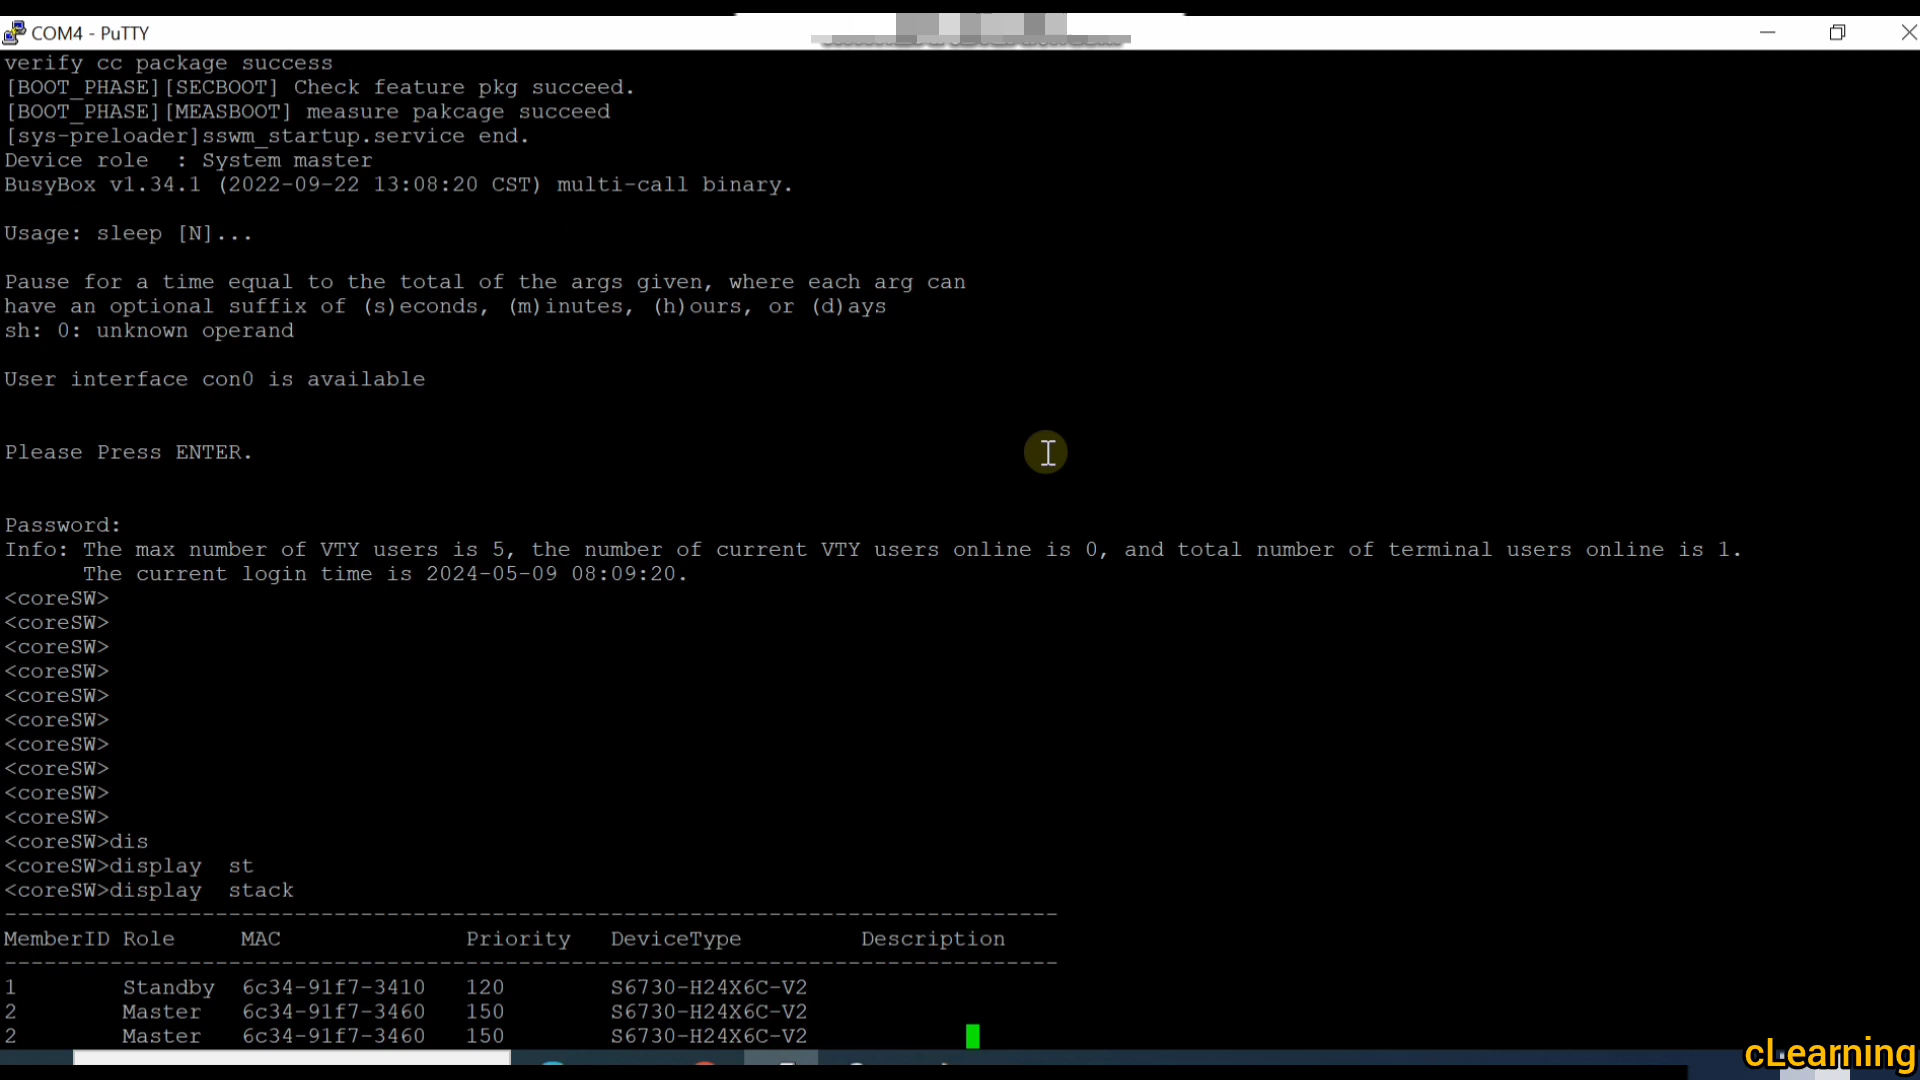 COM4 - PuTTY
verify cc package success
[BOOT_PHASE][SECBOOT] Check feature pkg succeed.
[BOOT_PHASE][MEASBOOT] measure pakcage succeed
[sys-preloader]sswm_startup.service end.
Device role  : System master
BusyBox v1.34.1 (2022-09-22 13:08:20 CST) multi-call binary.
Usage: sleep [N]...
Pause for a time equal to the total of the args given, where each arg can
have an optional suffix of (s)econds, (m)inutes, (h)ours, or (d)ays
sh: 0: unknown operand
User interface con0 is available
Please Press ENTER.
Password:
Info: The max number of VTY users is 5, the number of current VTY users online is 0, and total number of terminal users online is 1.
      The current login time is 2024-05-09 08:09:20.
<coreSW>
<coreSW>
<coreSW>
<coreSW>
<coreSW>
<coreSW>
<coreSW>
<coreSW>
<coreSW>
<coreSW>
<coreSW>dis
<coreSW>display  st
<coreSW>display  stack
--------------------------------------------------------------------------------
MemberID Role     MAC              Priority   DeviceType         Description
--------------------------------------------------------------------------------
1        Standby  6c34-91f7-3410   120        S6730-H24X6C-V2
2        Master   6c34-91f7-3460   150        S6730-H24X6C-V2
2        Master   6c34-91f7-3460   150        S6730-H24X6C-V2
cLearning